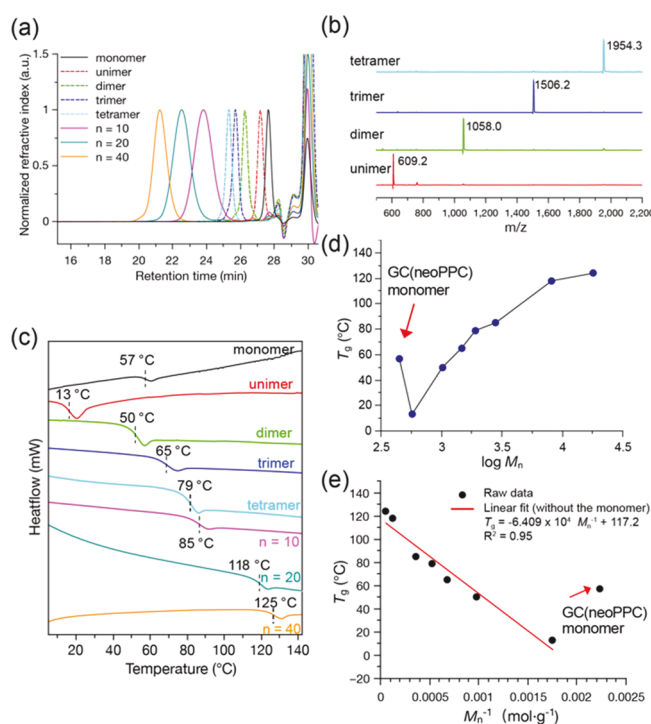 (a)
1.5
1
0.5
0
Normalized refractive index (a.u.)
monomer
unimer
dimer
trimer
tetramer
n = 10
n = 20
n = 40
16 18 20 22 24 26 28 30
Retention time (min)
(b)
tetramer
1954.3
trimer
1506.2
dimer
1058.0
unimer
609.2
600 800 1,000 1,200 1,400 1,600 1,800 2,000 2,200
m/z
(c)
Heatflow (mW)
monomer
57 °C
unimer
13 °C
50 °C
dimer
65 °C
trimer
79 °C
tetramer
85 °C
n = 10
118 °C
n = 20
125 °C
n = 40
20 40 60 80 100 120 140
Temperature (°C)
(d)
GC(neoPPC)
monomer
140
120
100
80
60
40
20
0
Tg (°C)
2.0 2.5 3.0 3.5 4.0 4.5
log Mn
(e)
140
120
100
80
60
40
20
0
−20
Tg (°C)
Raw data
Linear fit (without the monomer)
Tg = -6.409 x 10⁴ Mn⁻¹ + 117.2
R² = 0.95
GC(neoPPC)
monomer
0 0.0005 0.001 0.0015 0.002 0.0025
Mn⁻¹ (mol·g⁻¹)